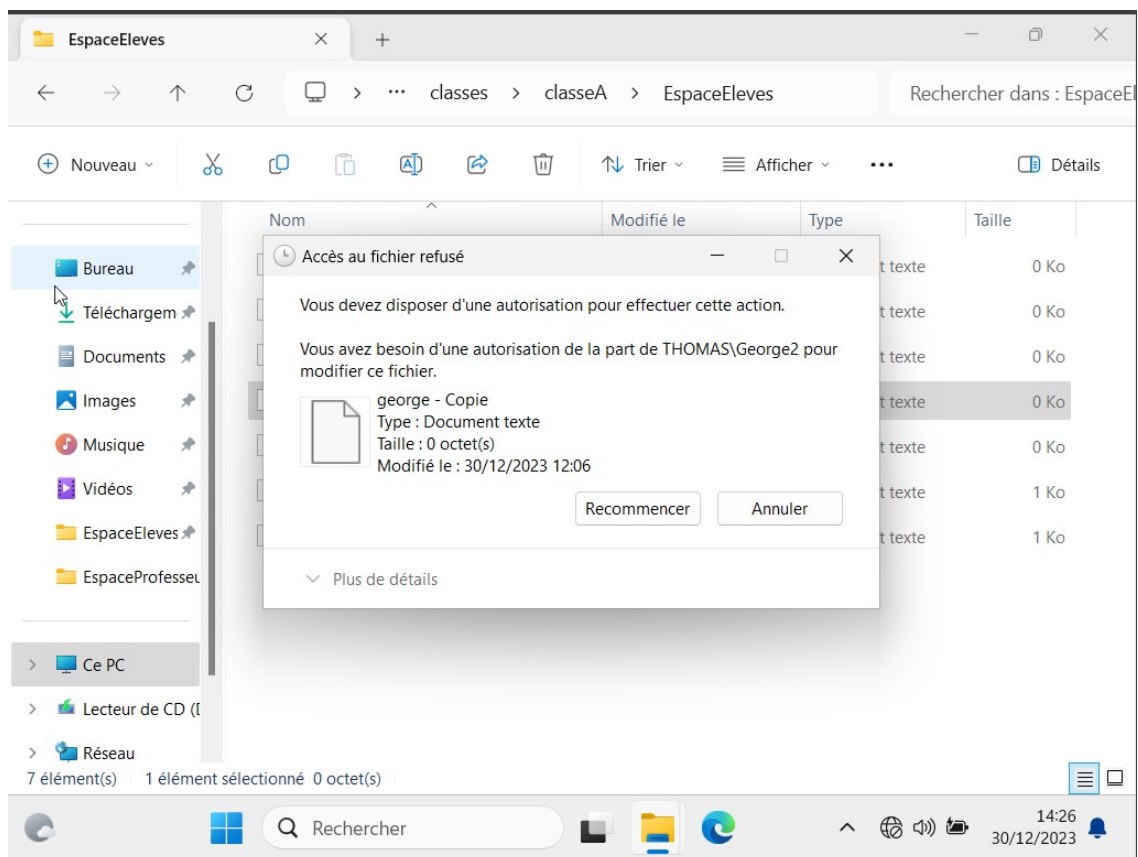 EspaceEleves
classes > classeA > EspaceEleves
Rechercher dans : EspaceEl
Nouveau
Trier
Afficher
Détails
Nom
Modifié le
Type
Taille
Bureau
Téléchargem
Documents
Images
Musique
Vidéos
EspaceEleves
EspaceProfesseu
Ce PC
Lecteur de CD (D
Réseau
Accès au fichier refusé
Vous devez disposer d'une autorisation pour effectuer cette action.
Vous avez besoin d'une autorisation de la part de THOMAS\George2 pour
modifier ce fichier.
george - Copie
Type : Document texte
Taille : 0 octet(s)
Modifié le : 30/12/2023 12:06
Recommencer
Annuler
Plus de détails
t texte 0 Ko
t texte 0 Ko
t texte 0 Ko
t texte 0 Ko
t texte 0 Ko
t texte 1 Ko
t texte 1 Ko
7 élément(s) 1 élément sélectionné 0 octet(s)
Rechercher
14:26
30/12/2023